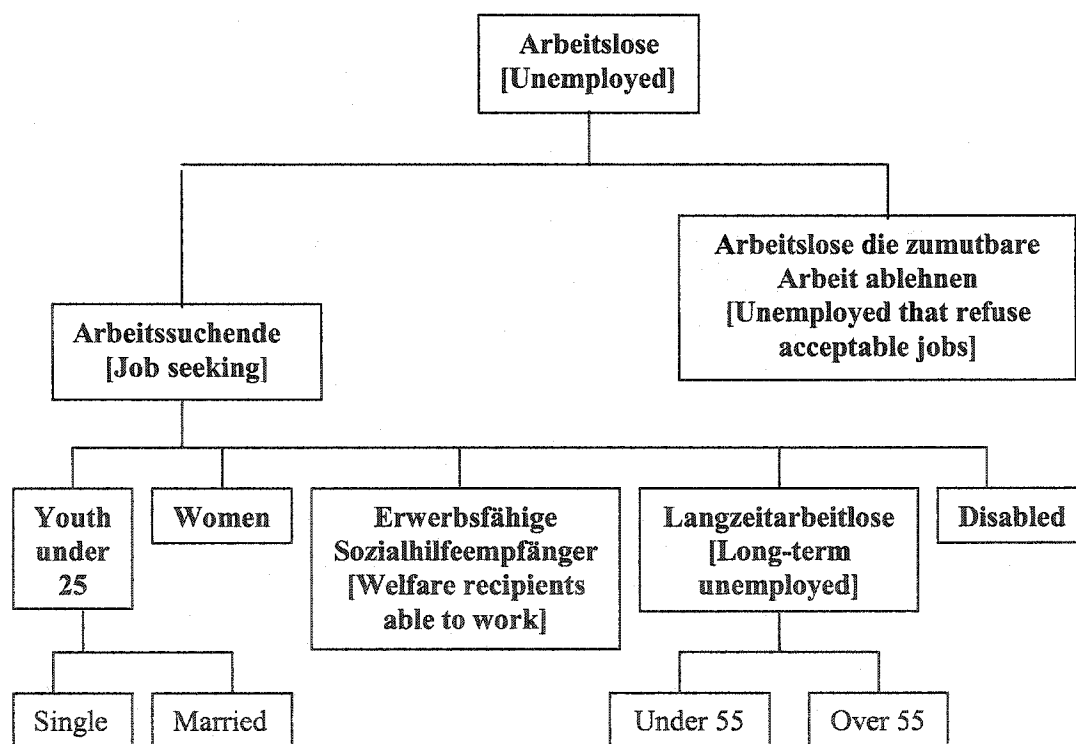 Arbeitslose
[Unemployed]
Arbeitslose die zumutbare
Arbeit ablehnen
[Unemployed that refuse
acceptable jobs]
Arbeitssuchende
[Job seeking]
Youth
under
25
Women
Erwerbsfähige
Sozialhilfeempfänger
[Welfare recipients
able to work]
Langzeitarbeitlose
[Long-term
unemployed]
Disabled
Single
Married
Under 55
Over 55